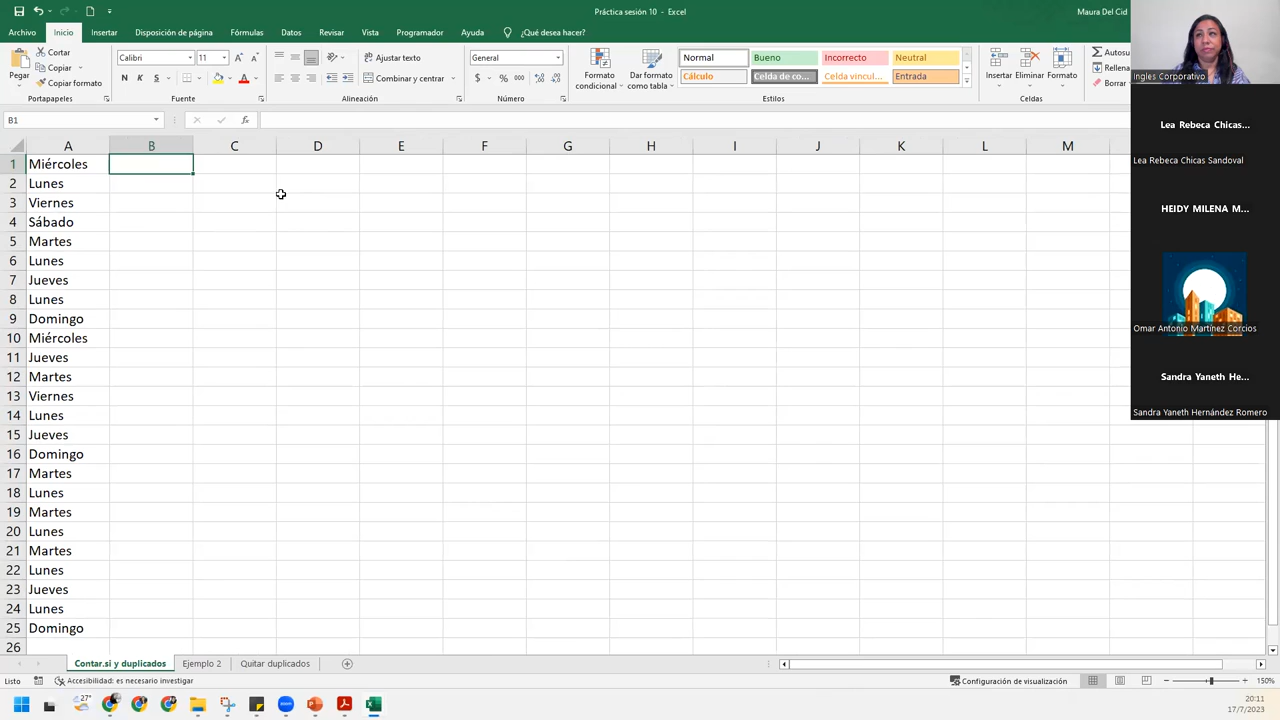 Práctica sesión 10 - Excel
Maura Del Cid
Archivo Inicio Insertar Disposición de página Fórmulas Datos Revisar Vista Programador Ayuda ¿Qué desea hacer?
Pegar
Cortar
Copiar
Copiar formato
Portapapeles
Calibri 11
N K S
Fuente
Ajustar texto
Combinar y centrar
Alineación
General
$ % 000
Número
Formato condicional
Dar formato como tabla
Normal Bueno Incorrecto Neutral
Cálculo Celda de co... Celda vincul... Entrada
Estilos
Insertar Eliminar Formato
Celdas
Autosu
Rellena
Borrar
B1
fx
A B C D E F G H I J K L M
1 Miércoles
2 Lunes
3 Viernes
4 Sábado
5 Martes
6 Lunes
7 Jueves
8 Lunes
9 Domingo
10 Miércoles
11 Jueves
12 Martes
13 Viernes
14 Lunes
15 Jueves
16 Domingo
17 Martes
18 Lunes
19 Martes
20 Lunes
21 Martes
22 Lunes
23 Jueves
24 Lunes
25 Domingo
26
Contar.si y duplicados Ejemplo 2 Quitar duplicados
Listo Accesibilidad: es necesario investigar
Configuración de visualización
150%
27°
zoom
20:11
17/7/2023
Ingles Corporativo
Lea Rebeca Chicas...
Lea Rebeca Chicas Sandoval
HEIDY MILENA M...
Omar Antonio Martínez Corcios
Sandra Yaneth He...
Sandra Yaneth Hernández Romero